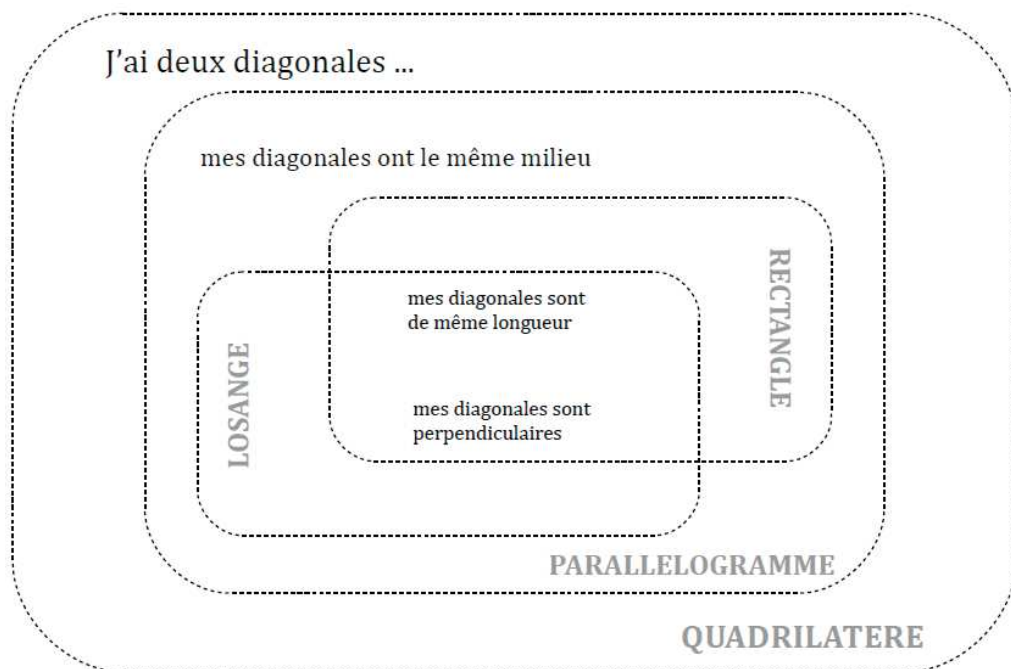 J'ai deux diagonales ...
mes diagonales ont le même milieu
RECTANGLE
mes diagonales sont
de même longueur
LOSANGE
mes diagonales sont
perpendiculaires
PARALLELOGRAMME
QUADRILATERE